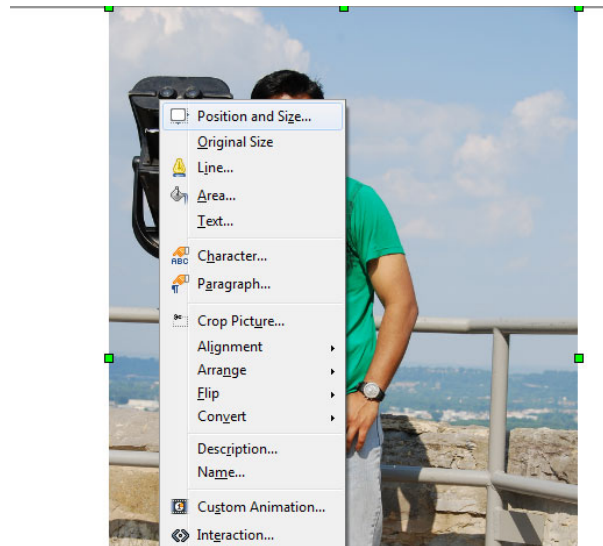 Position and Size...
Original Size
Line...
Area...
Text...
ABC Character...
Paragraph...
Crop Picture...
Alignment
Arrange
Flip
Convert
Description...
Name...
Custom Animation...
Interaction...